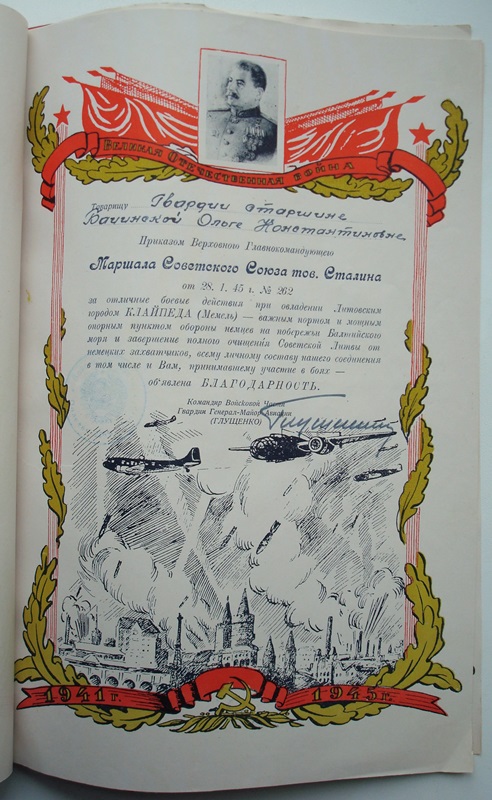 Великая Отечественная война
Товарищу Гвардии старшине
Бачинской Ольге Константиновне
Приказом Верховного Главнокомандующего
Маршала Советского Союза тов. Сталина
от 28. 1. 45 г. № 262
за отличные боевые действия при овладении Литовским
городом КЛАЙПЕДА (Мемель) — важным портом и мощным
опорным пунктом обороны немцев на побережьи Балтийского
моря и завершение полного очищения Советской Литвы от
немецких захватчиков, всему личному составу нашего соединения
в том числе и Вам, принимавшему участие в боях —
объявлена БЛАГОДАРНОСТЬ.
Командир Войсковой Части
Гвардии Генерал-Майор Авиации
(ГЛУЩЕНКО)
1941 г. 1945 г.